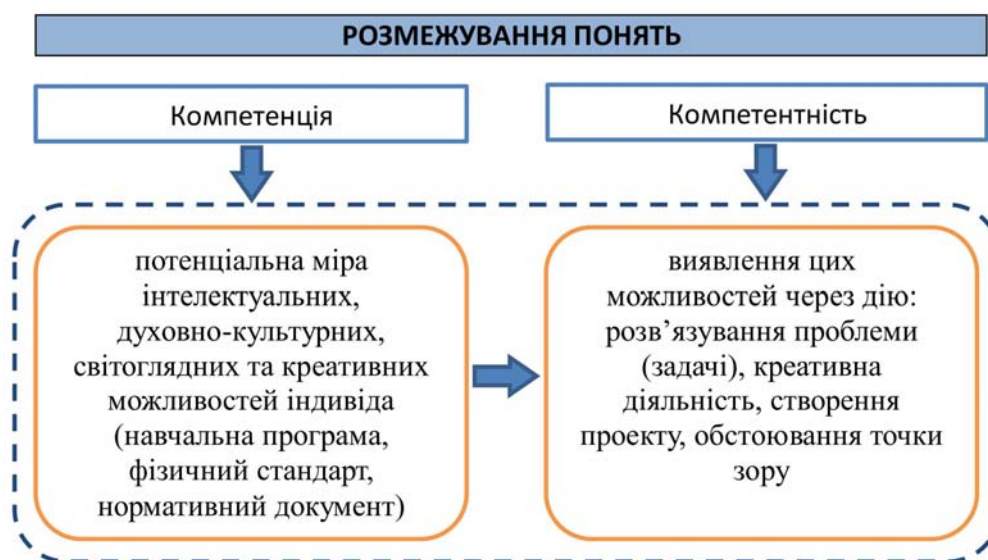 РОЗМЕЖУВАННЯ ПОНЯТЬ
Компетенція
Компетентність
потенціальна міра
інтелектуальних,
духовно-культурних,
світоглядних та креативних
можливостей індивіда
(навчальна програма,
фізичний стандарт,
нормативний документ)
виявлення цих
можливостей через дію:
розв’язування проблеми
(задачі), креативна
діяльність, створення
проекту, обстоювання точки
зору